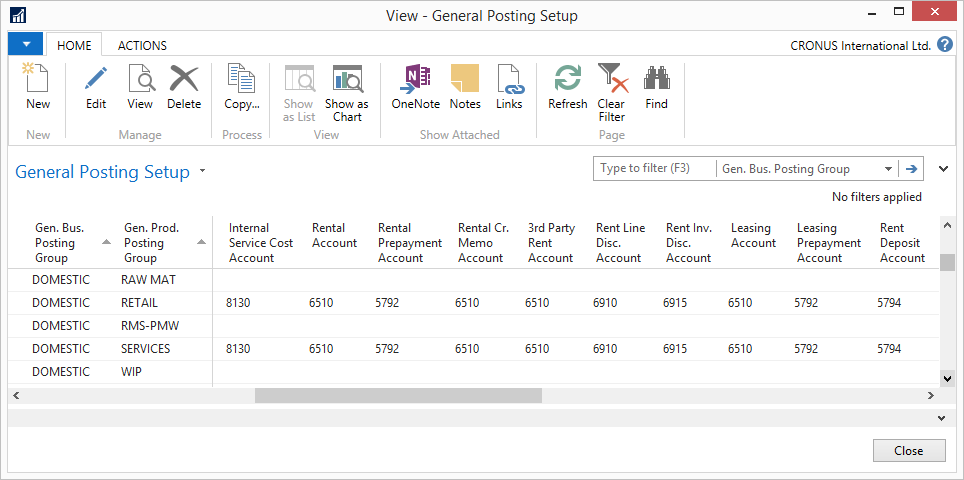 View - General Posting Setup
HOME ACTIONS CRONUS International Ltd. ?
New Edit View Delete Copy... Show as List Show as Chart OneNote Notes Links Refresh Clear Filter Find
New Manage Process View Show Attached Page
General Posting Setup Type to filter (F3) Gen. Bus. Posting Group
No filters applied
Gen. Bus. Posting Group Gen. Prod. Posting Group Internal Service Cost Account Rental Account Rental Prepayment Account Rental Cr. Memo Account 3rd Party Rent Account Rent Line Disc. Account Rent Inv. Disc. Account Leasing Account Leasing Prepayment Account Rent Deposit Account
DOMESTIC RAW MAT
DOMESTIC RETAIL 8130 6510 5792 6510 6510 6910 6915 6510 5792 5794
DOMESTIC RMS-PMW
DOMESTIC SERVICES 8130 6510 5792 6510 6510 6910 6915 6510 5792 5794
DOMESTIC WIP
Close